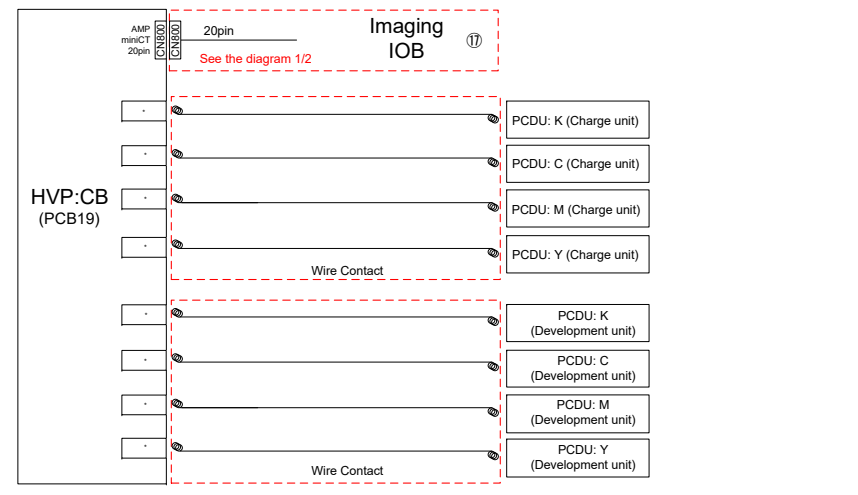 AMP
miniCT
20pin
CN800
CN800
20pin
See the diagram 1/2
Imaging
IOB
⑰
HVP:CB
(PCB19)
PCDU: K (Charge unit)
PCDU: C (Charge unit)
PCDU: M (Charge unit)
PCDU: Y (Charge unit)
Wire Contact
PCDU: K
(Development unit)
PCDU: C
(Development unit)
PCDU: M
(Development unit)
PCDU: Y
(Development unit)
Wire Contact